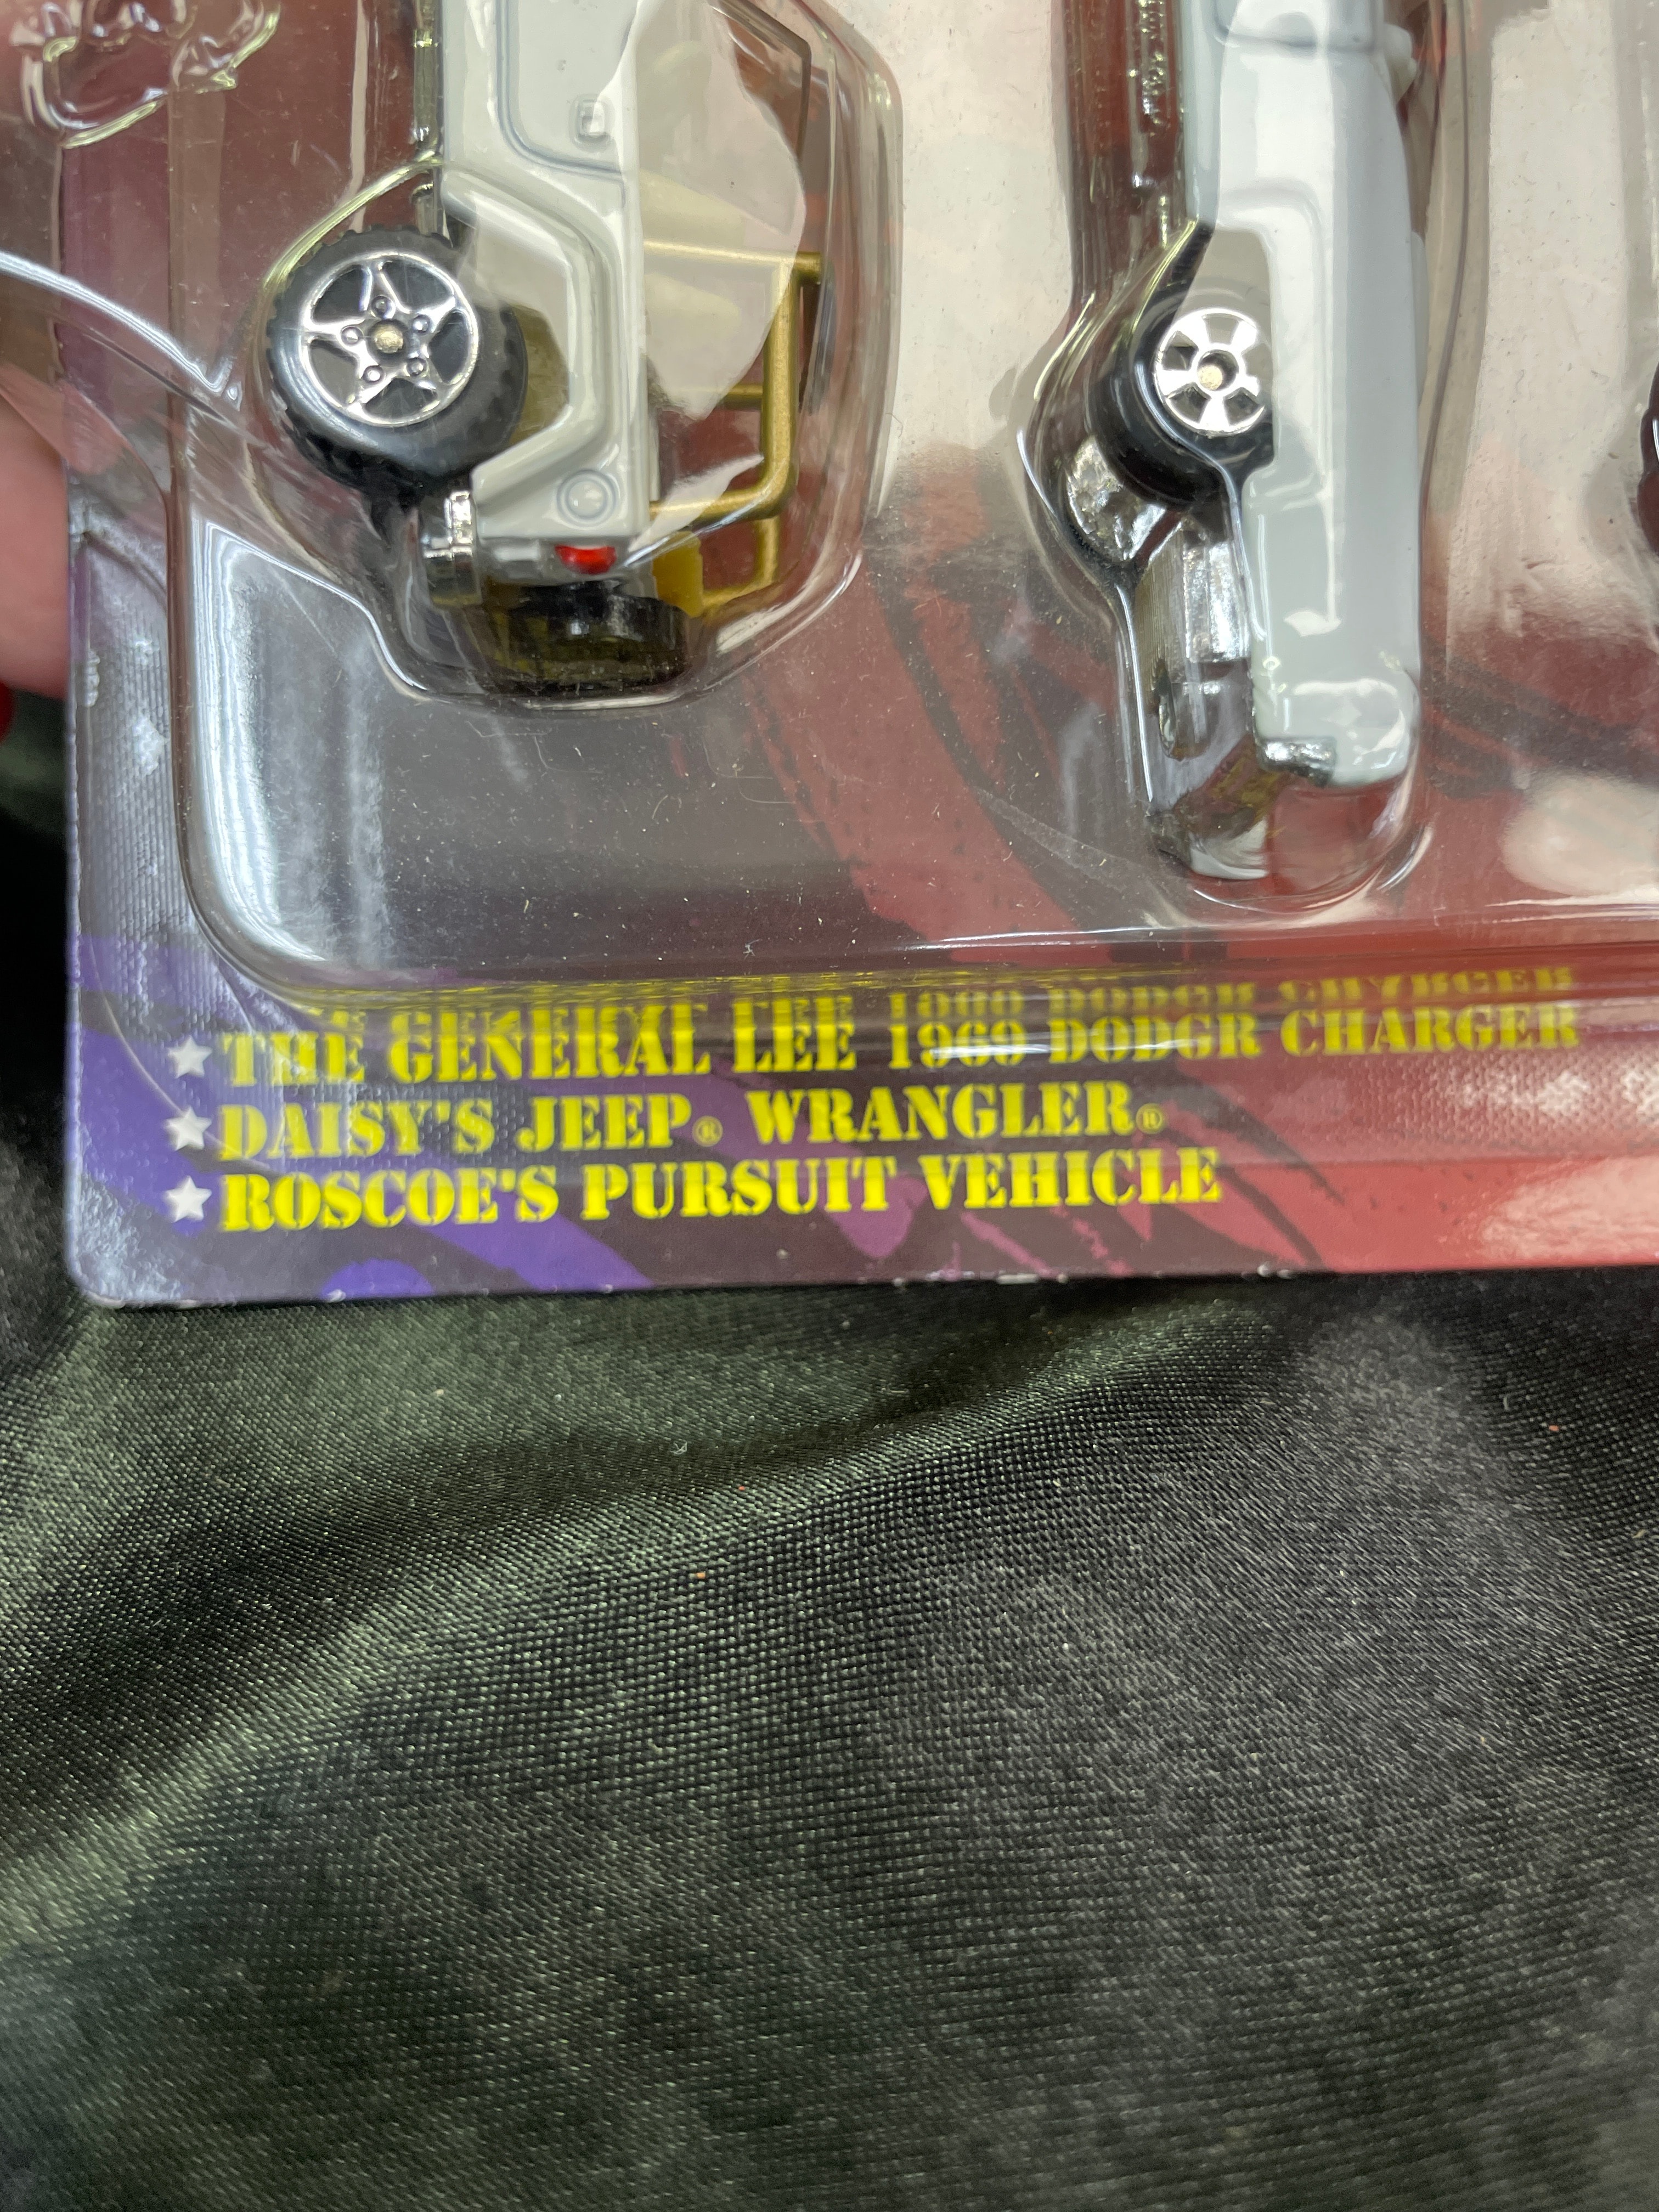 THE GENERAL LEE 1969 DODGR CHARGER
DAISY'S JEEP® WRANGLER®
ROSCOE'S PURSUIT VEHICLE